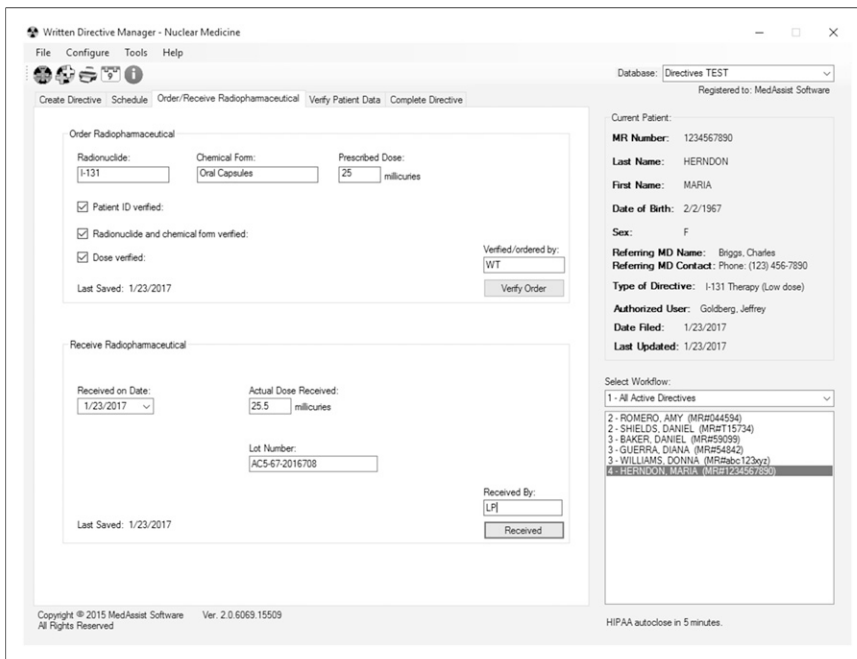 Written Directive Manager - Nuclear Medicine
File Configure Tools Help
9
Database: Directives TEST
Registered to: MedAssist Software
Create Directive Schedule Order/Receive Radiopharmaceutical Verify Patient Data Complete Directive
Order Radiopharmaceutical
Radionuclide: Chemical Form: Prescribed Dose:
I-131 Oral Capsules 25 millicuries
Patient ID verified:
Radionuclide and chemical form verified:
Dose verified:
Verified/ordered by:
WT
Last Saved: 1/23/2017 Verify Order
Receive Radiopharmaceutical
Received on Date: Actual Dose Received:
1/23/2017 25.5 millicuries
Lot Number:
AC5-67-2016708
Received By:
LP
Last Saved: 1/23/2017 Received
Current Patient:
MR Number: 1234567890
Last Name: HERNDON
First Name: MARIA
Date of Birth: 2/2/1967
Sex: F
Referring MD Name: Briggs, Charles
Referring MD Contact: Phone: (123) 456-7890
Type of Directive: I-131 Therapy (Low dose)
Authorized User: Goldberg, Jeffrey
Date Filed: 1/23/2017
Last Updated: 1/23/2017
Select Workflow:
1 - All Active Directives
2 - ROMERO, AMY (MR#044594)
2 - SHIELDS, DANIEL (MR#T15734)
3 - BAKER, DANIEL (MR#59099)
3 - GUERRA, DIANA (MR#54842)
3 - WILLIAMS, DONNA (MR#abc123xyz)
4 - HERNDON, MARIA (MR#1234567890)
Copyright © 2015 MedAssist Software Ver. 2.0.6069.15509
All Rights Reserved
HIPAA autoclose in 5 minutes.